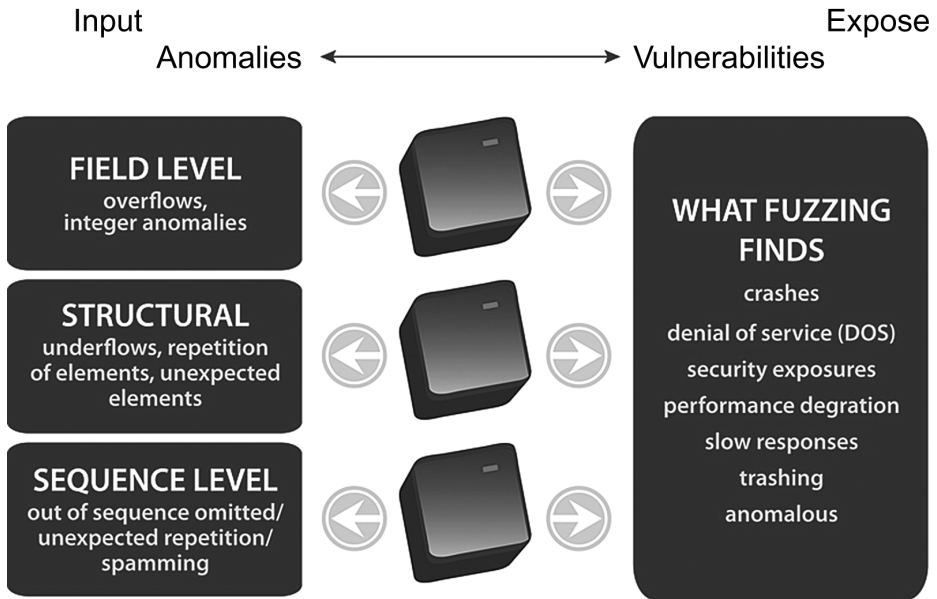 Input
Anomalies
Expose
Vulnerabilities
FIELD LEVEL
overflows,
integer anomalies
STRUCTURAL
underflows, repetition
of elements, unexpected
elements
SEQUENCE LEVEL
out of sequence omitted/
unexpected repetition/
spamming
WHAT FUZZING
FINDS
crashes
denial of service (DOS)
security exposures
performance degration
slow responses
trashing
anomalous